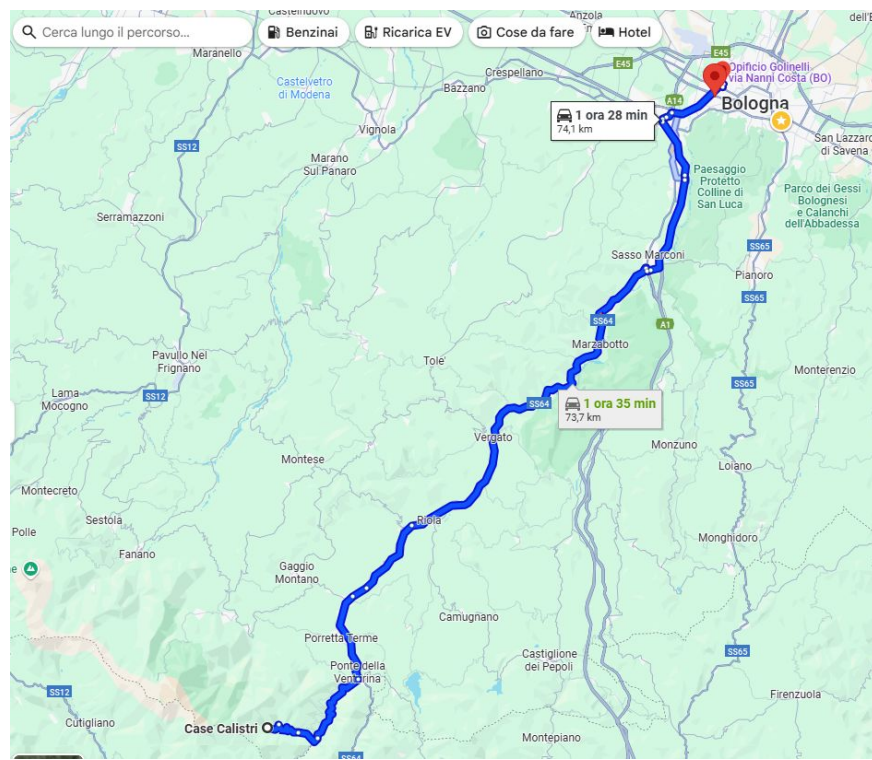 Cerca lungo il percorso...
Benzinai
Ricarica EV
Cose da fare
Hotel
Castelnuovo
Anzola
dell'E
Maranello
E45
E45
Opificio Golinelli
via Nanni Costa (BO)
Castelvetro
di Modena
Crespellano
Bazzano
A14
Bologna
1 ora 28 min
74,1 km
Vignola
SS12
Marano
Sul Panaro
San Lazzaro
di Savena
Paesaggio
Protetto
Colline di
San Luca
Parco dei Gessi
Bolognesi
e Calanchi
dell'Abbadessa
Serramazzoni
SS65
Sasso Marconi
Pianoro
SS65
SS64
A1
Marzabotto
Pavullo Nel
Frignano
Tole'
Monterenzio
Lama
Mocogno
SS12
SS65
SS64
1 ora 35 min
73,7 km
Vergato
Monzuno
Montese
Loiano
Montecreto
Sestola
Riola
Polle
Fanano
Monghidoro
e
Gaggio
Montano
Camugnano
Porretta Terme
Castiglione
dei Pepoli
SS65
Ponte della
Venturina
SS12
Firenzuola
Cutigliano
Case Calistri
Montepiano
SS64